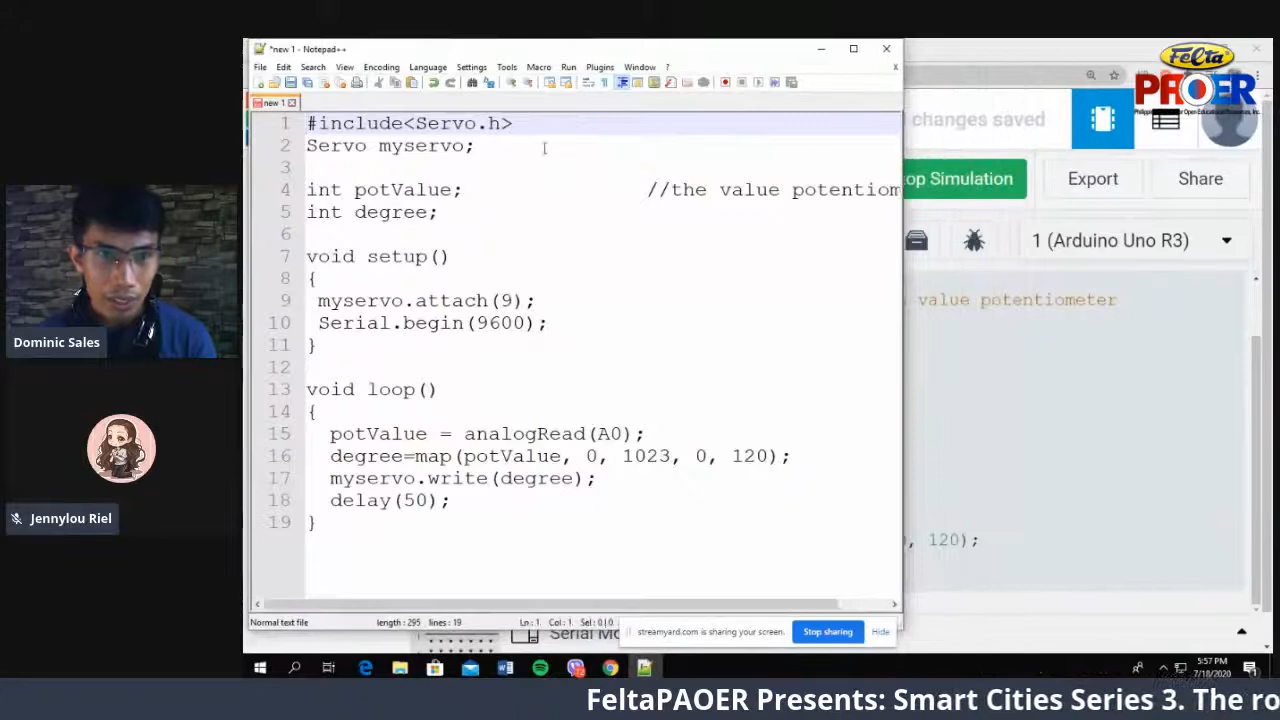 *new 1 - Notepad++
File Edit Search View Encoding Language Settings Tools Macro Run Plugins Window ?
new 1
1 #include<Servo.h>
2 Servo myservo;
3
4 int potValue; //the value potentiom
5 int degree;
6
7 void setup()
8 {
9 myservo.attach(9);
10 Serial.begin(9600);
11 }
12
13 void loop()
14 {
15 potValue = analogRead(A0);
16 degree=map(potValue, 0, 1023, 0, 120);
17 myservo.write(degree);
18 delay(50);
19 }
Normal text file length: 295 lines: 19 Ln: 1 Col: 1 Sel: 0|0
streamyard.com is sharing your screen. Stop sharing Hide
Felta
PAOER
changes saved
op Simulation Export Share
1 (Arduino Uno R3)
value potentiometer
, 120);
Serial Mo
Dominic Sales
Jennylou Riel
5:57 PM
7/18/2020
FeltaPAOER Presents: Smart Cities Series 3. The ro